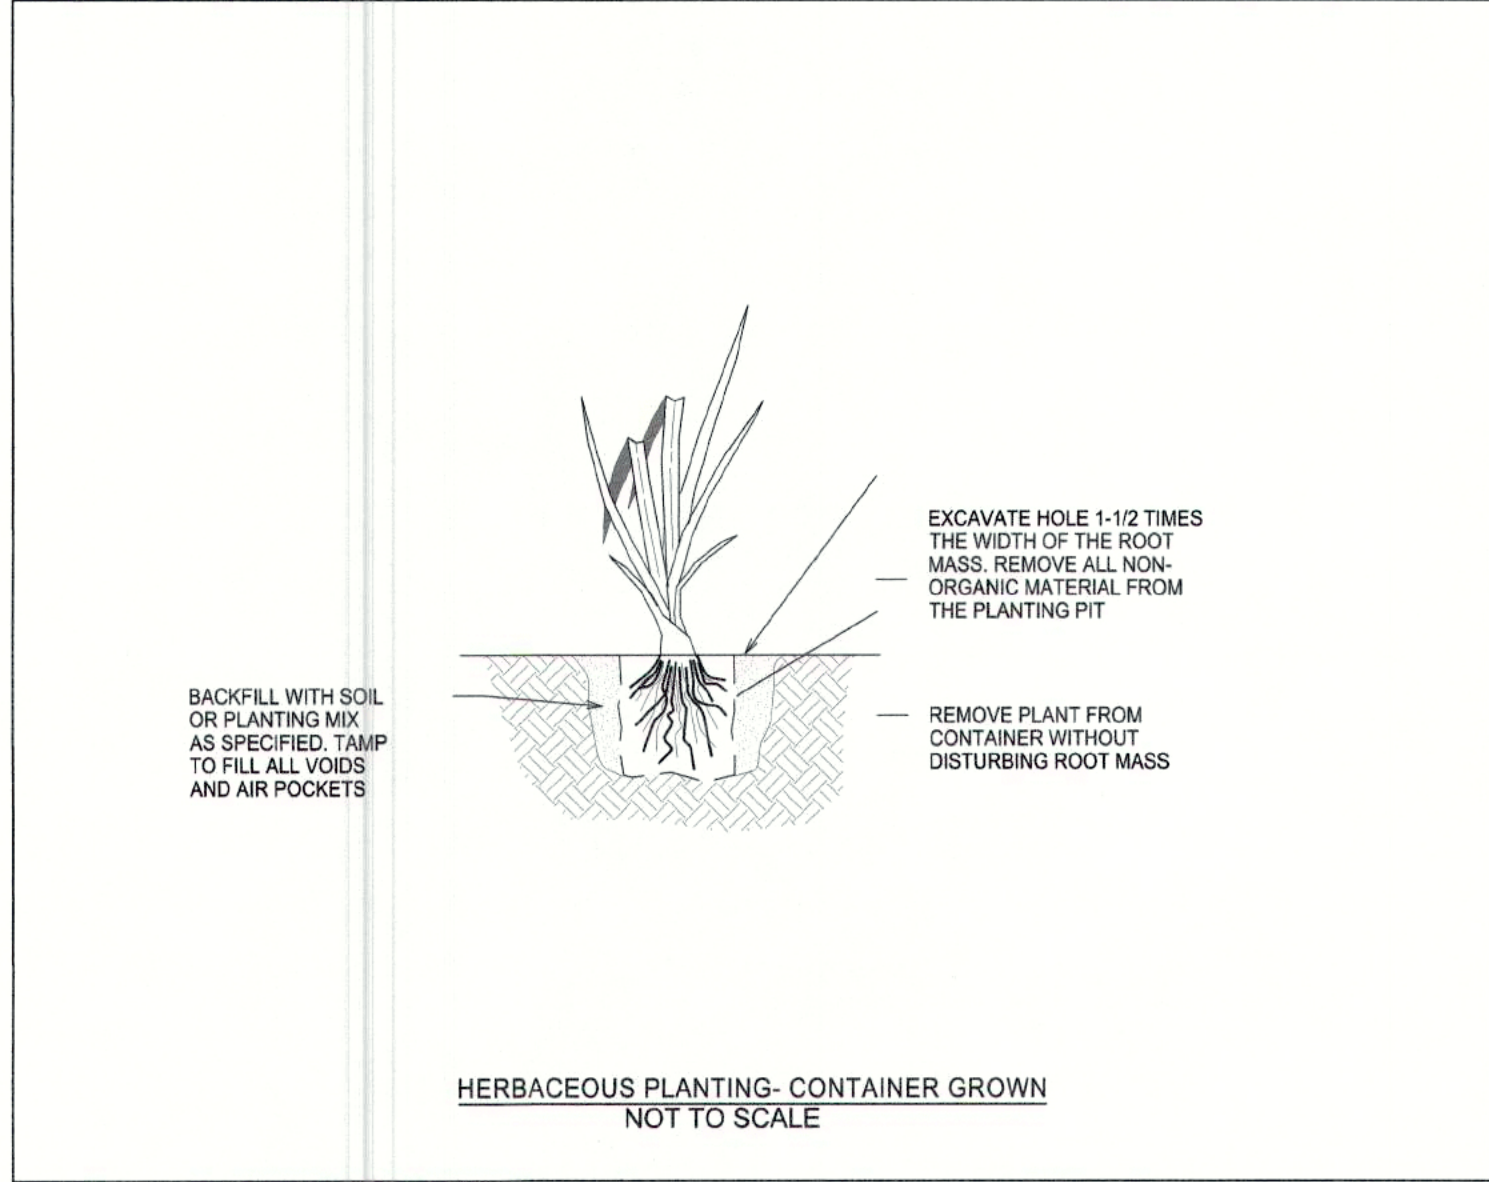 EXCAVATE HOLE 1-1/2 TIMES
THE WIDTH OF THE ROOT
MASS. REMOVE ALL NON-
ORGANIC MATERIAL FROM
THE PLANTING PIT
BACKFILL WITH SOIL
OR PLANTING MIX
AS SPECIFIED. TAMP
TO FILL ALL VOIDS
AND AIR POCKETS
REMOVE PLANT FROM
CONTAINER WITHOUT
DISTURBING ROOT MASS
HERBACEOUS PLANTING- CONTAINER GROWN
NOT TO SCALE